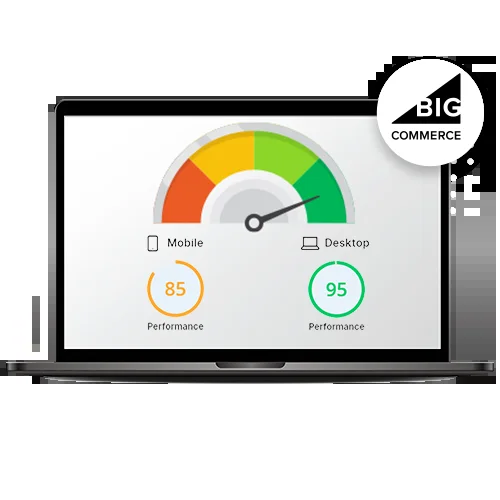 BIG
COMMERCE
Mobile
Desktop
85
95
Performance
Performance